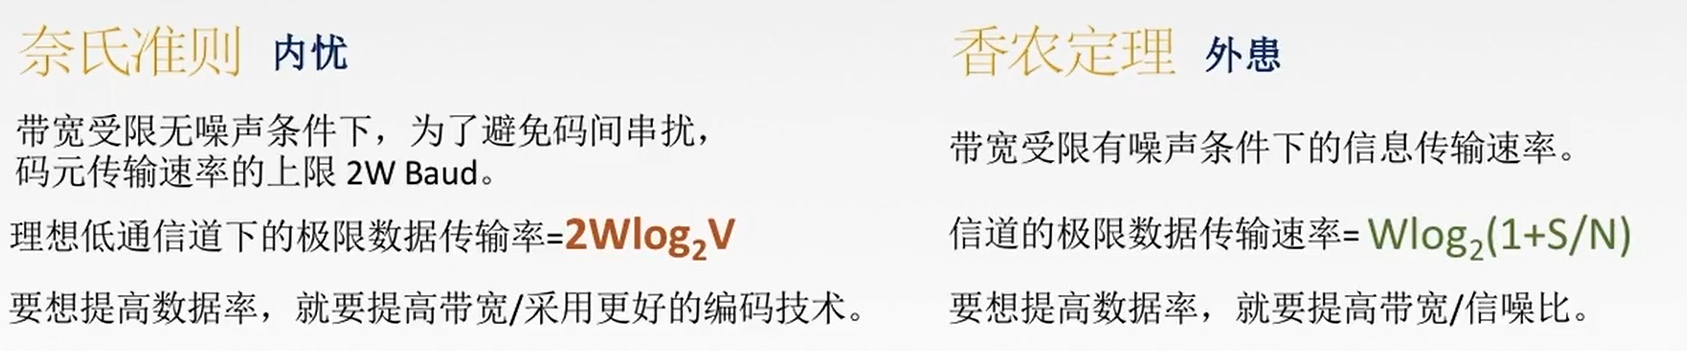 奈氏准则 内忧
带宽受限无噪声条件下，为了避免码间串扰，
码元传输速率的上限 2W Baud。
理想低通信道下的极限数据传输率=2Wlog₂V
要想提高数据率，就要提高带宽/采用更好的编码技术。
香农定理 外患
带宽受限有噪声条件下的信息传输速率。
信道的极限数据传输速率= Wlog₂(1+S/N)
要想提高数据率，就要提高带宽/信噪比。